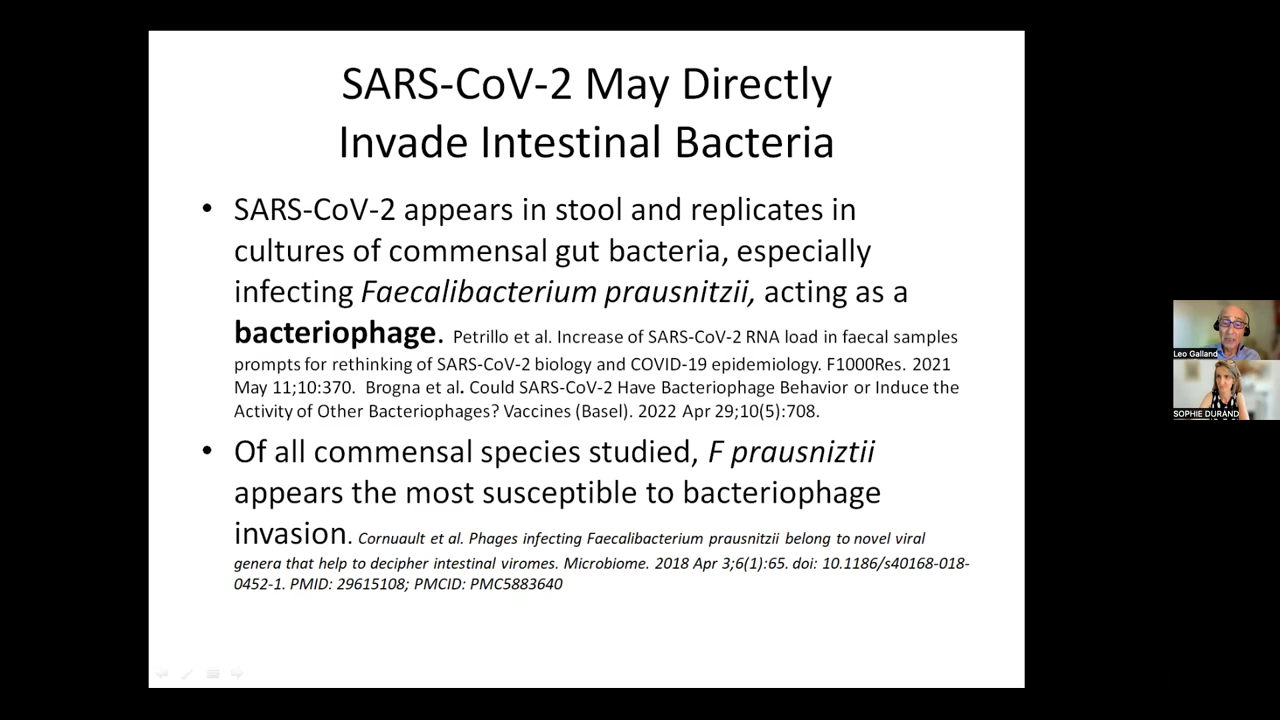 SARS-CoV-2 May Directly
Invade Intestinal Bacteria
• SARS-CoV-2 appears in stool and replicates in
cultures of commensal gut bacteria, especially
infecting Faecalibacterium prausnitzii, acting as a
bacteriophage. Petrillo et al. Increase of SARS-CoV-2 RNA load in faecal samples
prompts for rethinking of SARS-CoV-2 biology and COVID-19 epidemiology. F1000Res. 2021
May 11;10:370. Brogna et al. Could SARS-CoV-2 Have Bacteriophage Behavior or Induce the
Activity of Other Bacteriophages? Vaccines (Basel). 2022 Apr 29;10(5):708.
• Of all commensal species studied, F prausniztii
appears the most susceptible to bacteriophage
invasion. Cornuault et al. Phages infecting Faecalibacterium prausnitzii belong to novel viral
genera that help to decipher intestinal viromes. Microbiome. 2018 Apr 3;6(1):65. doi: 10.1186/s40168-018-
0452-1. PMID: 29615108; PMCID: PMC5883640
Leo Galland
SOPHIE DURAND